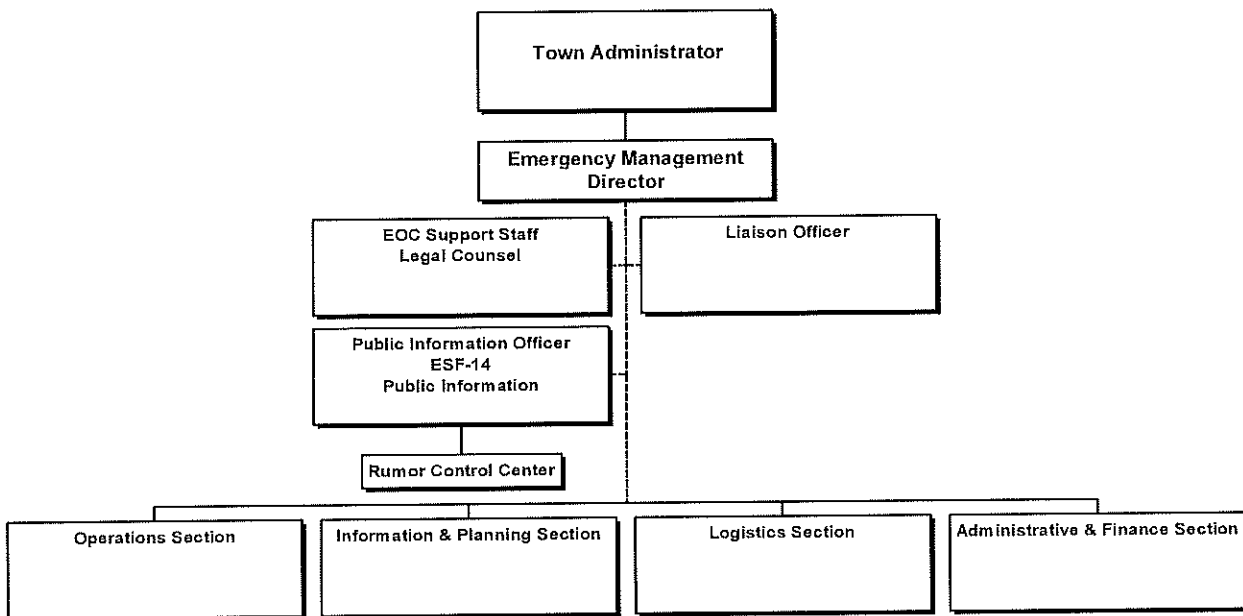 Town Administrator
Emergency Management
Director
EOC Support Staff
Legal Counsel
Liaison Officer
Public Information Officer
ESF-14
Public Information
Rumor Control Center
Operations Section
Information & Planning Section
Logistics Section
Administrative & Finance Section